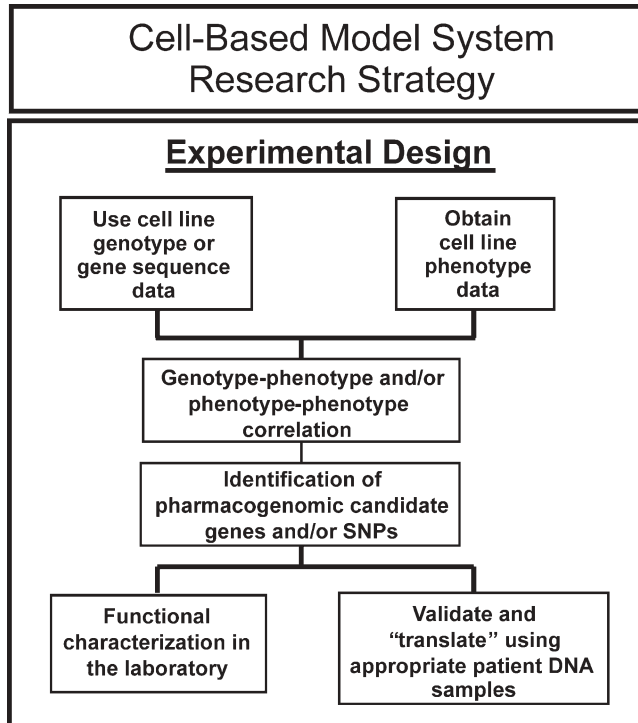 Cell-Based Model System
Research Strategy
Experimental Design
Use cell line
genotype or
gene sequence
data
Obtain
cell line
phenotype
data
Genotype-phenotype and/or
phenotype-phenotype
correlation
Identification of
pharmacogenomic candidate
genes and/or SNPs
Functional
characterization in
the laboratory
Validate and
“translate” using
appropriate patient DNA
samples